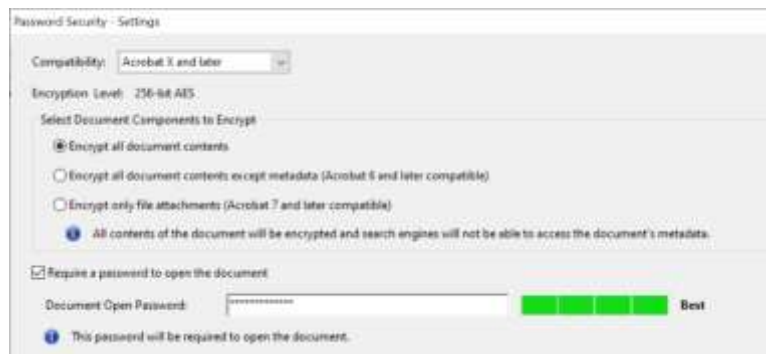 Password Security - Settings
Compatibility: Acrobat X and later
Encryption Level: 256-bit AES
Select Document Components to Encrypt
Encrypt all document contents
Encrypt all document contents except metadata (Acrobat 6 and later compatible)
Encrypt only file attachments (Acrobat 7 and later compatible)
All contents of the document will be encrypted and search engines will not be able to access the document's metadata.
Require a password to open the document
Document Open Password: ************* Best
This password will be required to open the document.